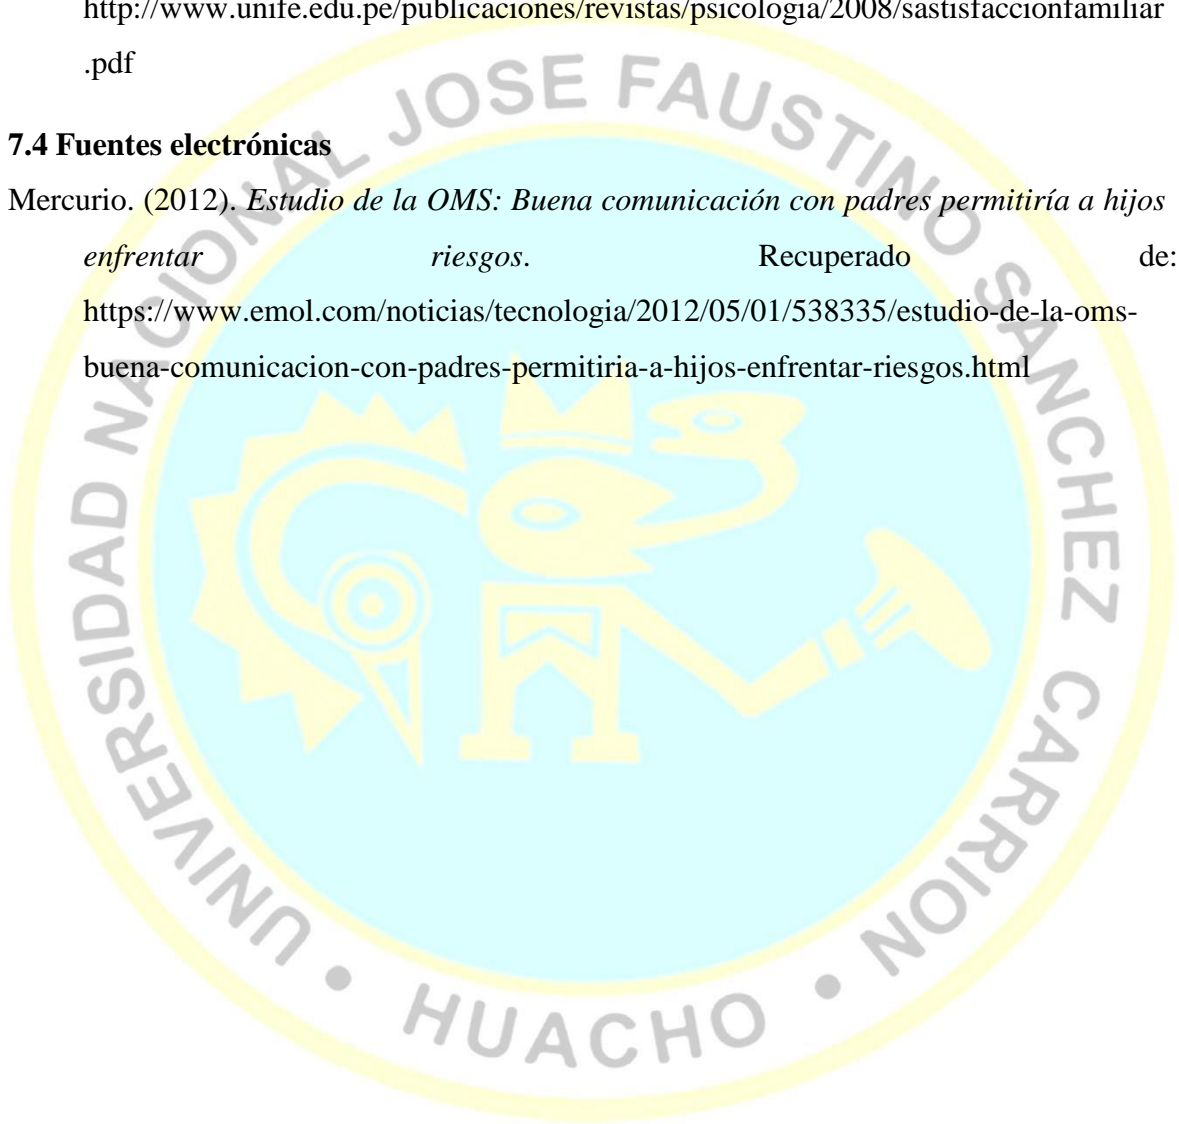 http://www.unife.edu.pe/publicaciones/revistas/psicologia/2008/sastisfaccionfamiliar
.pdf
7.4 Fuentes electrónicas
Mercurio. (2012). Estudio de la OMS: Buena comunicación con padres permitiría a hijos
enfrentar riesgos. Recuperado de:
https://www.emol.com/noticias/tecnologia/2012/05/01/538335/estudio-de-la-oms-
buena-comunicacion-con-padres-permitiria-a-hijos-enfrentar-riesgos.html
UNIVERSIDAD NACIONAL JOSE FAUSTINO SANCHEZ CARRION
• HUACHO •